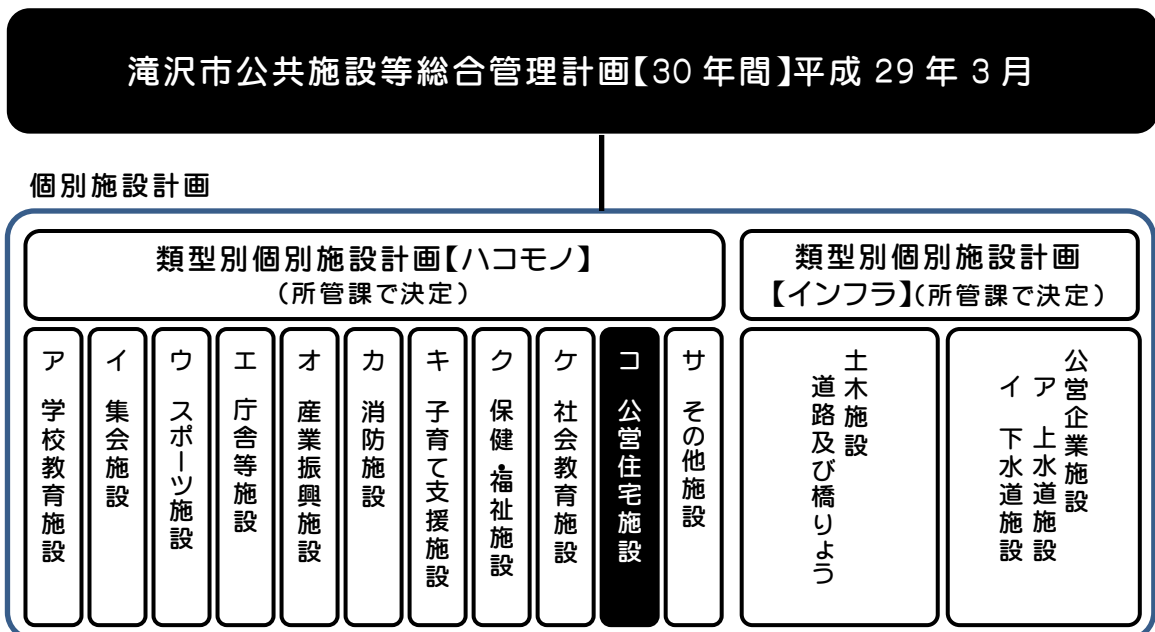 滝沢市公共施設等総合管理計画【30年間】平成29年3月
個別施設計画
類型別個別施設計画【ハコモノ】
(所管課で決定)
類型別個別施設計画
【インフラ】(所管課で決定)
ア 学校教育施設
イ 集会施設
ウ スポーツ施設
エ 庁舎等施設
オ 産業振興施設
カ 消防施設
キ 子育て支援施設
ク 保健・福祉施設
ケ 社会教育施設
コ 公営住宅施設
サ その他施設
土木施設
道路及び橋りょう
公営企業施設
ア 上水道施設
イ 下水道施設